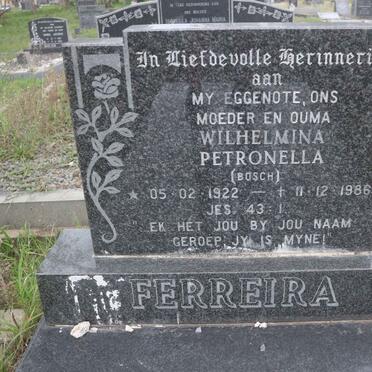 In Liefdevolle Herinneri
aan
MY EGGENOTE, ONS
MOEDER EN OUMA
WILHELMINA
PETRONELLA
(BOSCH)
★ 05·02·1922 — † 11·12·1986
JES. 43:1
EK HET JOU BY JOU NAAM
GEROEP; JY IS MYNE!
FERREIRA